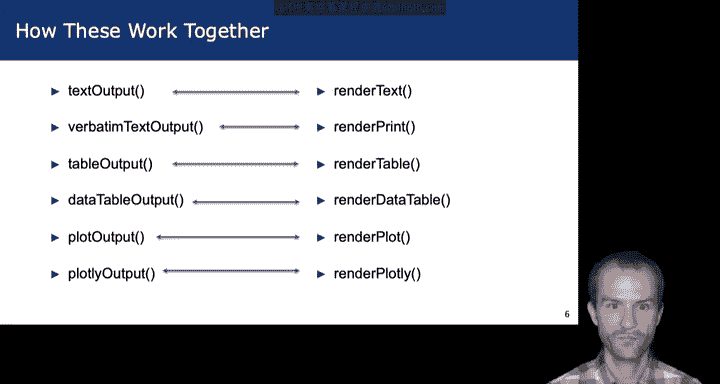 How These Work Together
▶ textOutput() ▶ renderText()
▶ verbatimTextOutput() ▶ renderPrint()
▶ tableOutput() ▶ renderTable()
▶ dataTableOutput() ▶ renderDataTable()
▶ plotOutput() ▶ renderPlot()
▶ plotlyOutput() ▶ renderPlotly()
6